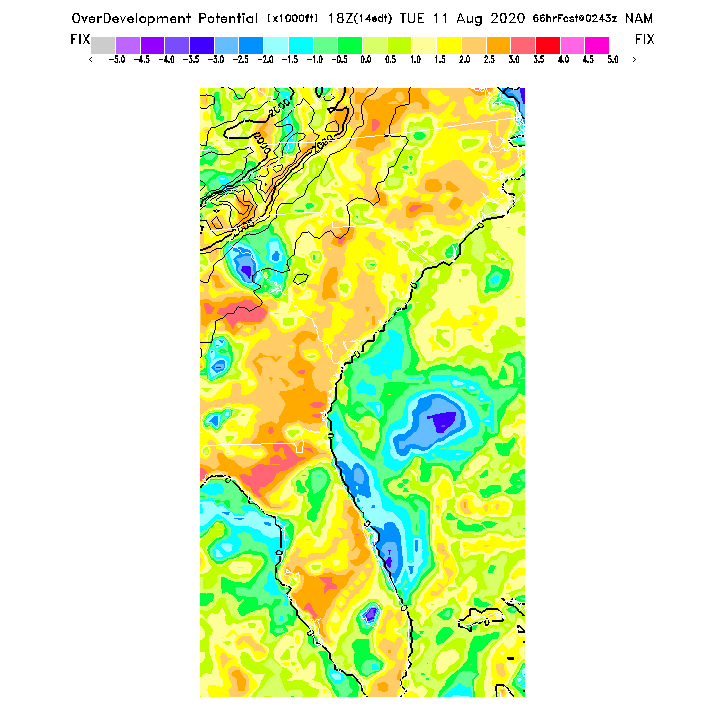 OverDevelopment Potential [x1000ft] 18Z(14edt) TUE 11 Aug 2020 66hrFcst@0243z NAM
FIX FIX
< -5.0 -4.5 -4.0 -3.5 -3.0 -2.5 -2.0 -1.5 -1.0 -0.5 0.0 0.5 1.0 1.5 2.0 2.5 3.0 3.5 4.0 4.5 5.0 >
2000
2000